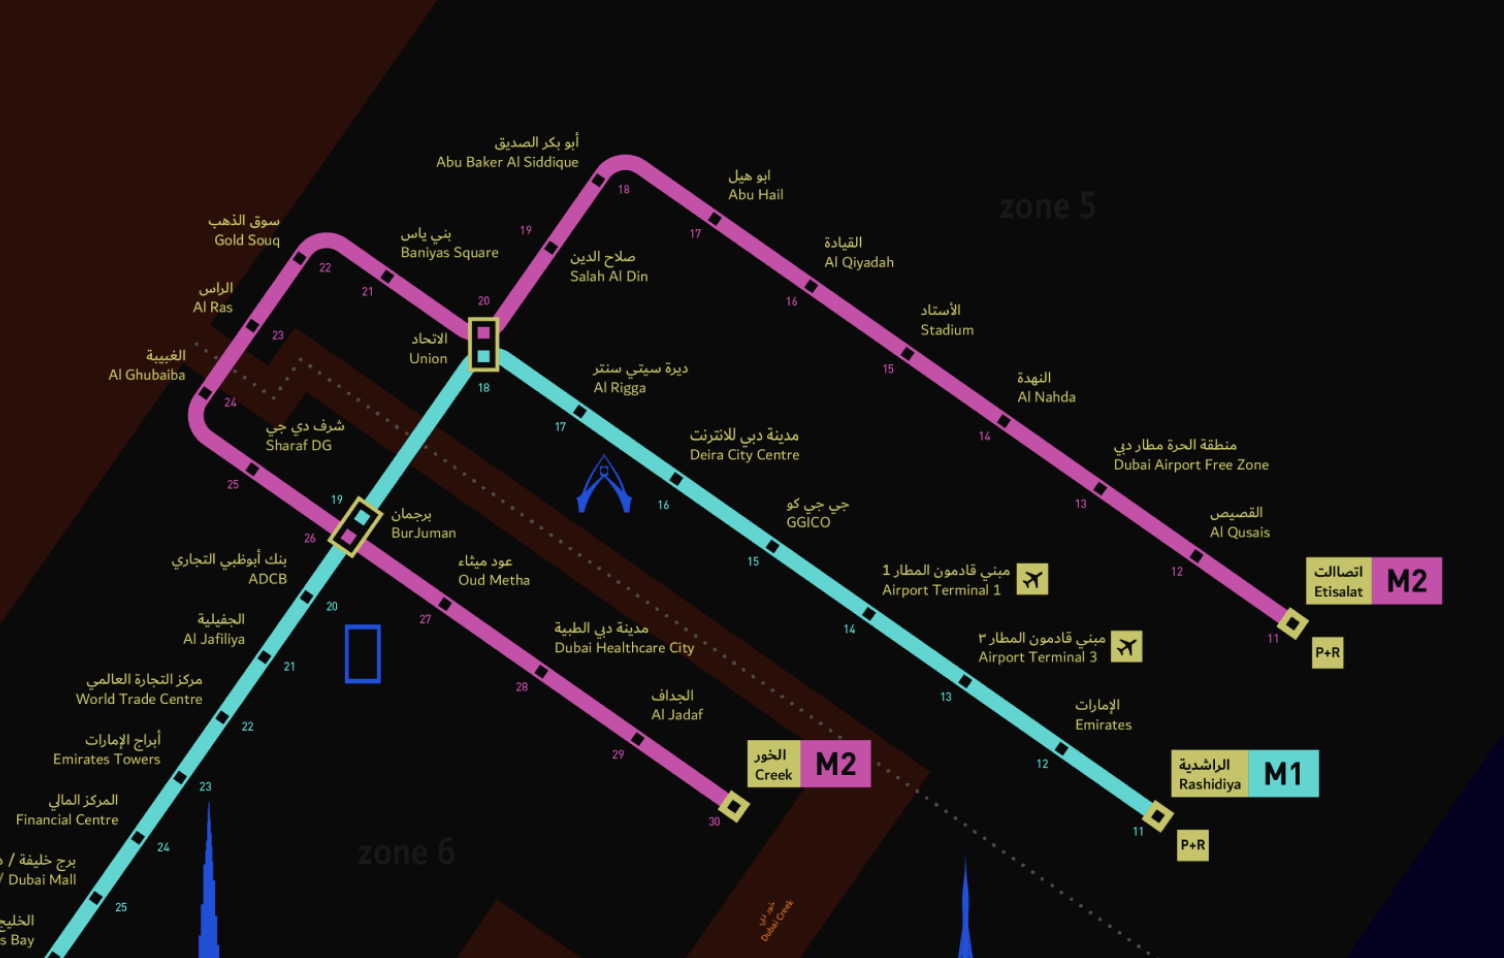 أبو بكر الصديق
Abu Baker Al Siddique
18
ابو هيل
Abu Hail
zone 5
17
19
صلاح الدين
Salah Al Din
سوق الذهب
Gold Souq
22
بني ياس
Baniyas Square
21
20
القيادة
Al Qiyadah
16
الراس
Al Ras
23
الاتحاد
Union
18
الأستاد
Stadium
15
الغبيبة
Al Ghubaiba
24
ديرة سيتي سنتر
Al Rigga
17
النهدة
Al Nahda
14
شرف دي جي
Sharaf DG
25
مدينة دبي للانترنت
Deira City Centre
16
منطقة الحرة مطار دبي
Dubai Airport Free Zone
13
19
برجمان
BurJuman
26
جي جي كو
GGICO
15
القصيص
Al Qusais
12
بنك أبوظبي التجاري
ADCB
20
عود ميثاء
Oud Metha
27
مبني قادمون المطار 1
Airport Terminal 1
14
اتصاالت
Etisalat
M2
11
P+R
الجفيلية
Al Jafiliya
21
مدينة دبي الطبية
Dubai Healthcare City
28
مبني قادمون المطار ٣
Airport Terminal 3
13
مركز التجارة العالمي
World Trade Centre
22
الجداف
Al Jadaf
29
الإمارات
Emirates
12
أبراج الإمارات
Emirates Towers
23
الخور
Creek
M2
30
الراشدية
Rashidiya
M1
11
P+R
المركز المالي
Financial Centre
24
zone 6
برج خليفة / د
/ Dubai Mall
25
الخليج
s Bay
خور دبي
Dubai Creek